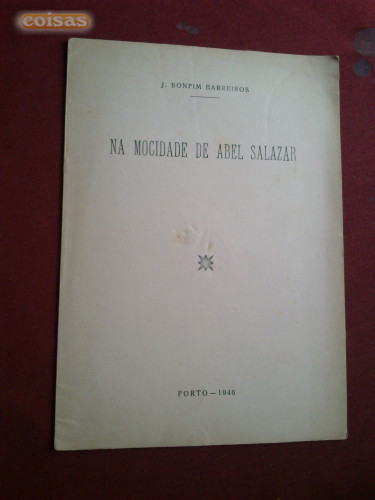 coisas
J. BONFIM BARREIROS
NA MOCIDADE DE ABEL SALAZAR
PORTO — 1946